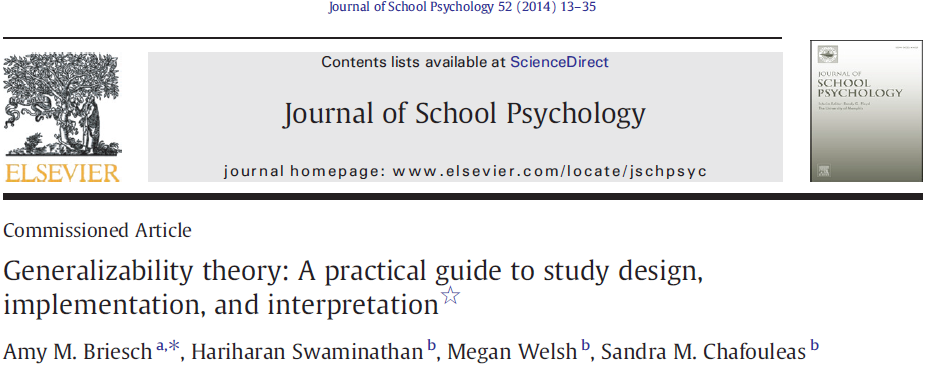 Journal of School Psychology 52 (2014) 13–35
Contents lists available at ScienceDirect
Journal of School Psychology
journal homepage: www.elsevier.com/locate/jschpsyc
ELSEVIER
JOURNAL OF
SCHOOL
PSYCHOLOGY
Commissioned Article
Generalizability theory: A practical guide to study design,
implementation, and interpretation☆
Amy M. Briesch a,*, Hariharan Swaminathan b, Megan Welsh b, Sandra M. Chafouleas b